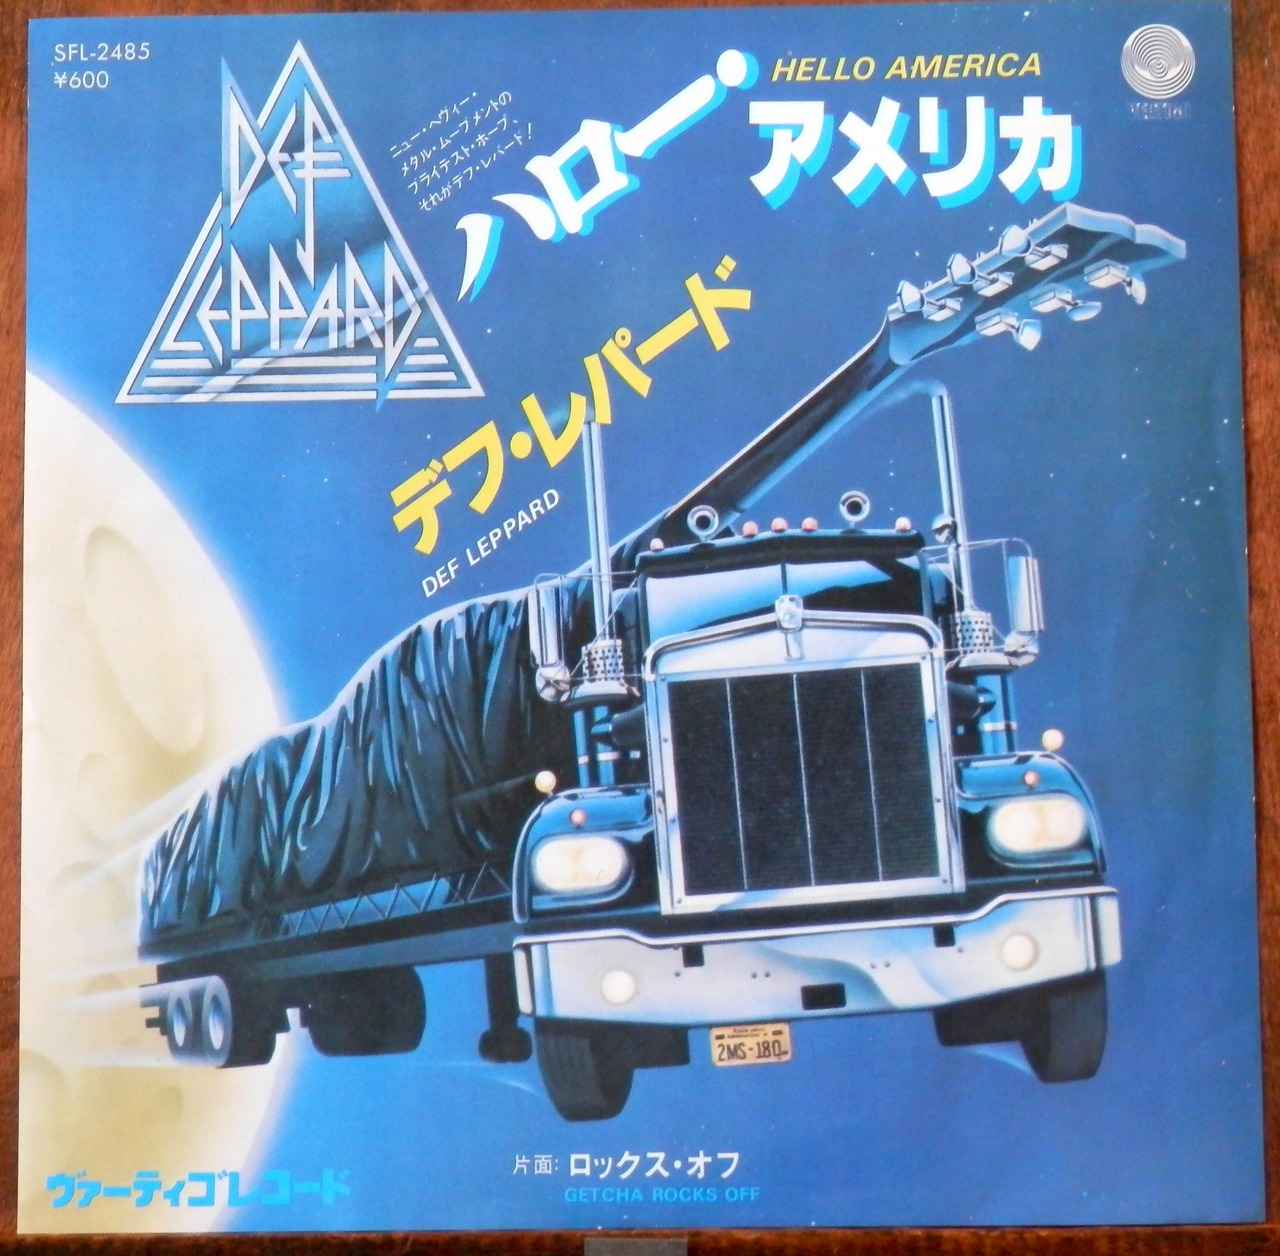 SFL-2485
¥600
DEF
LEPPARD
ニュー・ヘヴィー・
メタル・ムーブメントの
ブライテスト・ホープ、
それがデフ・レパード!
ハロー・
HELLO AMERICA
アメリカ
VERTIGO
デフ・レパード
DEF LEPPARD
2MS-180
片面: ロックス・オフ
GETCHA ROCKS OFF
ヴァーティゴレコード